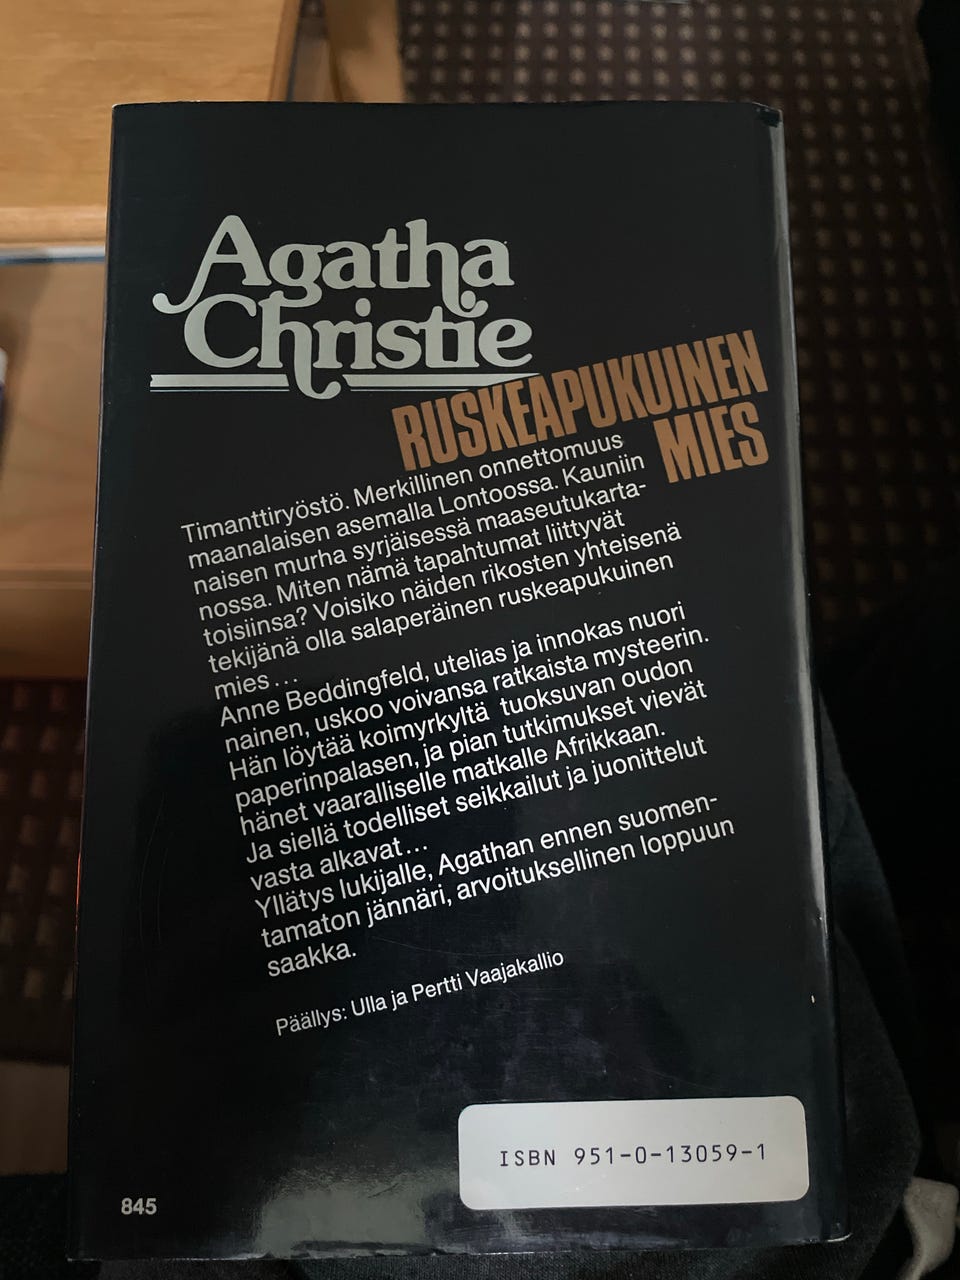 Agatha
Christie
RUSKEAPUKUINEN
MIES
Timanttiryöstö. Merkillinen onnettomuus
maanalaisen asemalla Lontoossa. Kauniin
naisen murha syrjäisessä maaseutukarta-
nossa. Miten nämä tapahtumat liittyvät
toisiinsa? Voisiko näiden rikosten yhteisenä
tekijänä olla salaperäinen ruskeapukuinen
mies...
Anne Beddingfeld, utelias ja innokas nuori
nainen, uskoo voivansa ratkaista mysteerin.
Hän löytää koimyrkyltä tuoksuvan oudon
paperinpalasen, ja pian tutkimukset vievät
hänet vaaralliselle matkalle Afrikkaan.
Ja siellä todelliset seikkailut ja juonittelut
vasta alkavat...
Yllätys lukijalle, Agathan ennen suomen-
tamaton jännäri, arvoituksellinen loppuun
saakka.
Päällys: Ulla ja Pertti Vaajakallio
ISBN 951-0-13059-1
845